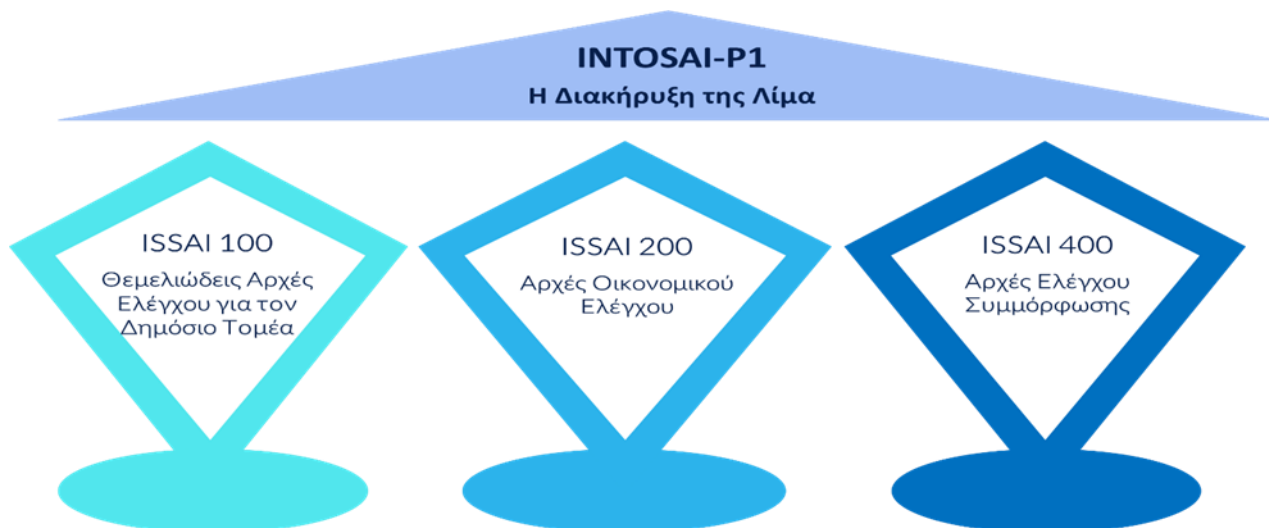 INTOSAI-P1
Η Διακήρυξη της Λίμα
ISSAI 100
Θεμελιώδεις Αρχές
Ελέγχου για τον
Δημόσιο Τομέα
ISSAI 200
Αρχές Οικονομικού
Ελέγχου
ISSAI 400
Αρχές Ελέγχου
Συμμόρφωσης